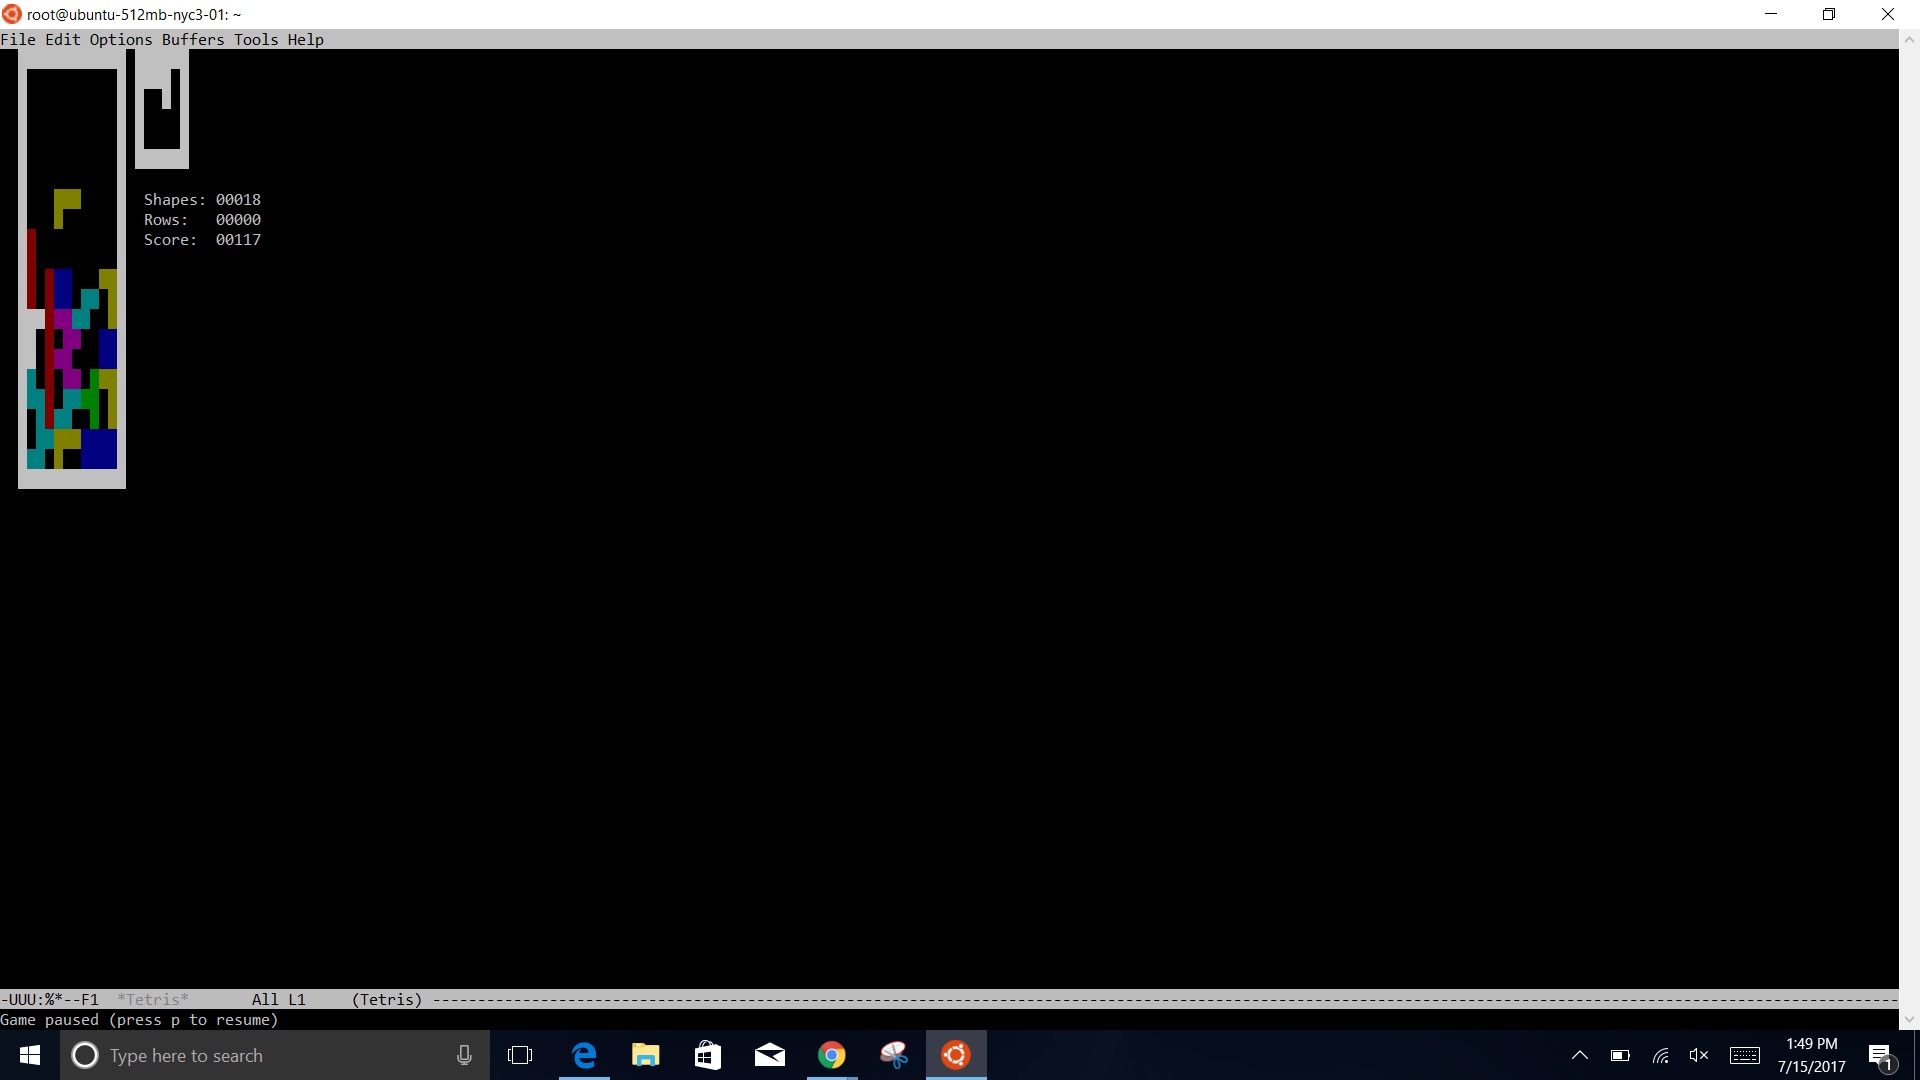 root@ubuntu-512mb-nyc3-01: ~
File Edit Options Buffers Tools Help
Shapes: 00018
Rows:   00000
Score:  00117
-UUU:%*--F1  *Tetris*       All L1     (Tetris) -------------------------------------------------------------------------------------------------------------------------------------------------------------------
Game paused (press p to resume)
Type here to search
1:49 PM
7/15/2017
1